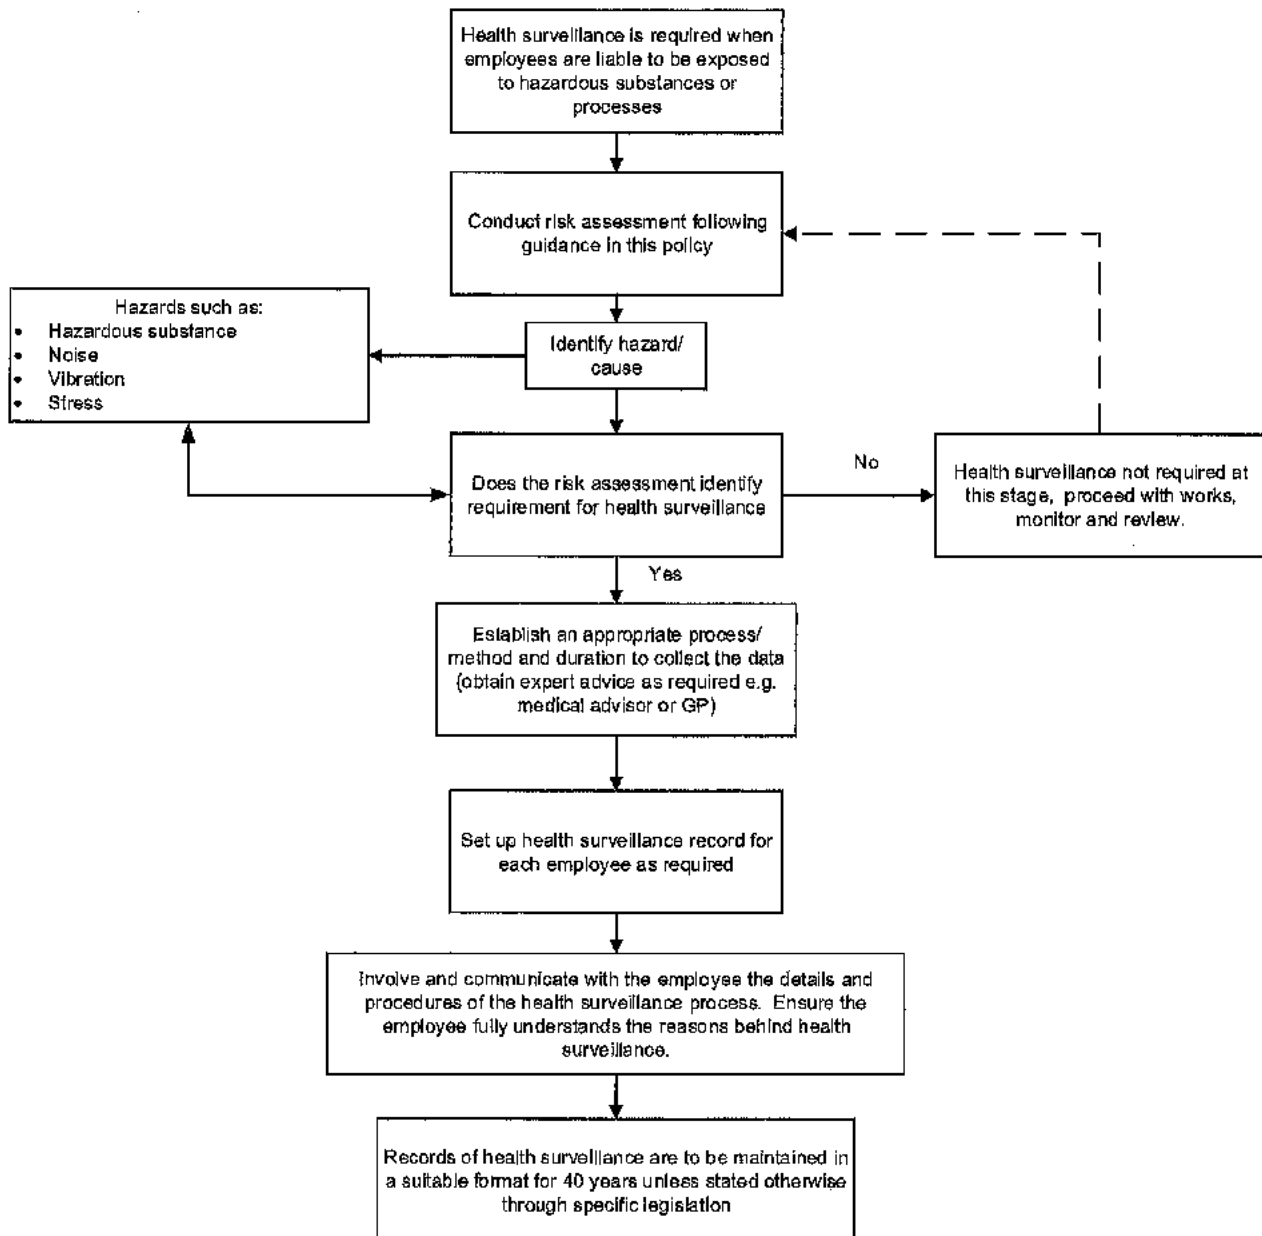 Health surveillance is required when
employees are liable to be exposed
to hazardous substances or
processes
Conduct risk assessment following
guidance in this policy
Hazards such as:
• Hazardous substance
• Noise
• Vibration
• Stress
Identify hazard/
cause
Does the risk assessment identify
requirement for health surveillance
No
Health surveillance not required at
this stage, proceed with works,
monitor and review.
Yes
Establish an appropriate process/
method and duration to collect the data
(obtain expert advice as required e.g.
medical advisor or GP)
Set up health surveillance record for
each employee as required
Involve and communicate with the employee the details and
procedures of the health surveillance process. Ensure the
employee fully understands the reasons behind health
surveillance.
Records of health surveillance are to be maintained in
a suitable format for 40 years unless stated otherwise
through specific legislation